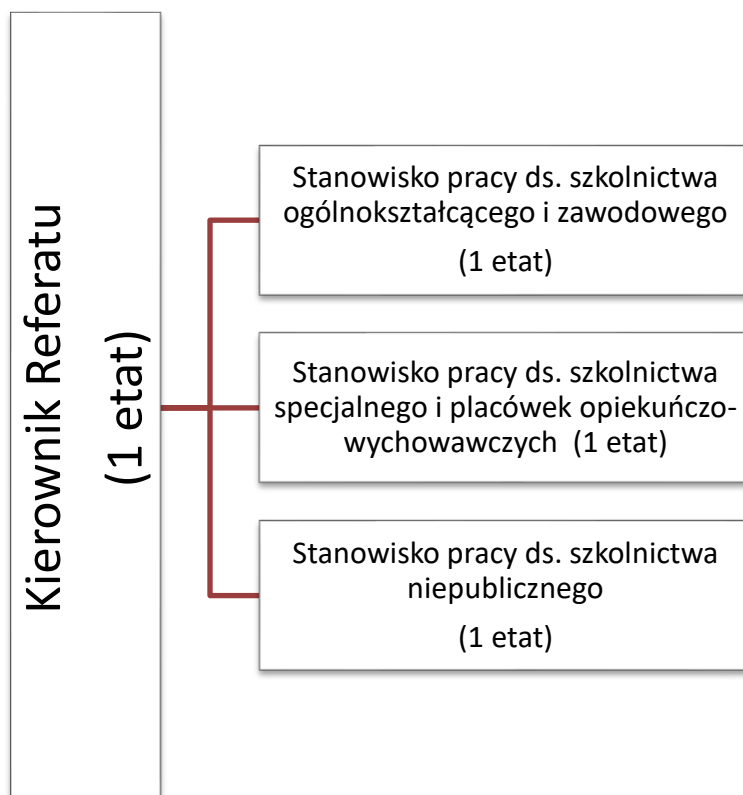 Kierownik Referatu
(1 etat)
Stanowisko pracy ds. szkolnictwa
ogólnokształcącego i zawodowego
(1 etat)
Stanowisko pracy ds. szkolnictwa
specjalnego i placówek opiekuńczo-
wychowawczych (1 etat)
Stanowisko pracy ds. szkolnictwa
niepublicznego
(1 etat)